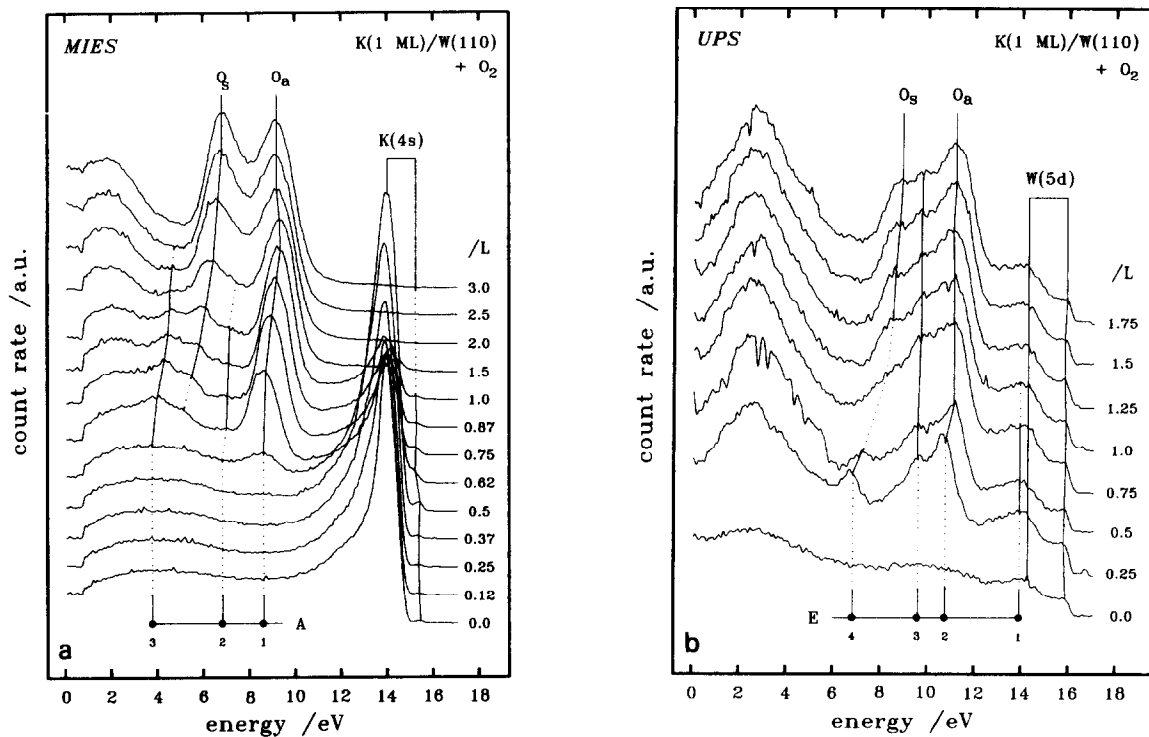 MIES
K(1 ML)/W(110)
+ O2
Os
Oa
K(4s)
/L
3.0
2.5
2.0
1.5
1.0
0.87
0.75
0.62
0.5
0.37
0.25
0.12
0.0
3
2
1
A
a
0 2 4 6 8 10 12 14 16 18
energy /eV
count rate /a.u.
UPS
K(1 ML)/W(110)
+ O2
Os
Oa
W(5d)
/L
1.75
1.5
1.25
1.0
0.75
0.5
0.25
0.0
E
4
3
2
1
b
0 2 4 6 8 10 12 14 16 18
energy /eV
count rate /a.u.